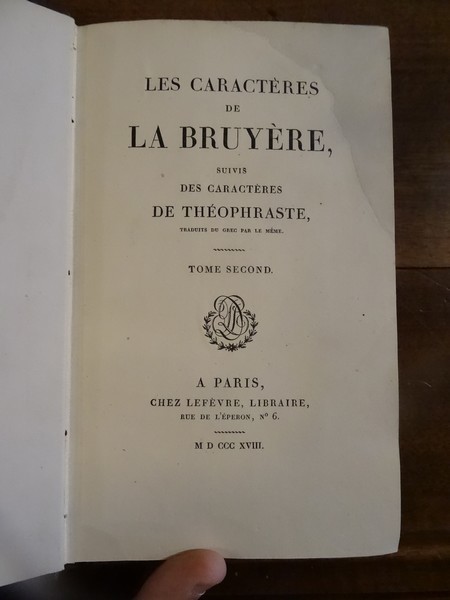 LES CARACTÈRES
DE
LA BRUYÈRE,
SUIVIS
DES CARACTÈRES
DE THÉOPHRASTE,
TRADUITS DU GREC PAR LE MÊME.
TOME SECOND.
A PARIS,
CHEZ LEFÈVRE, LIBRAIRE,
RUE DE L'ÉPERON, Nº 6.
M D CCC XVIII.